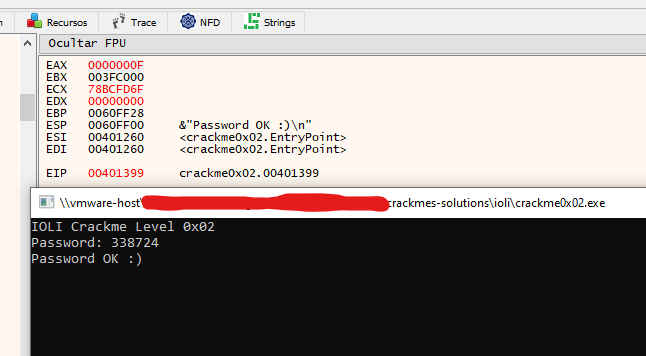 n Recursos Trace NFD Strings
Ocultar FPU
EAX 0000000F
EBX 003FC000
ECX 78BCFD6F
EDX 00000000
EBP 0060FF28
ESP 0060FF00 &"Password OK :)\n"
ESI 00401260 <crackme0x02.EntryPoint>
EDI 00401260 <crackme0x02.EntryPoint>
EIP 00401399 crackme0x02.00401399
\\vmware-host\ crackmes-solutions\ioli\crackme0x02.exe
IOLI Crackme Level 0x02
Password: 338724
Password OK :)